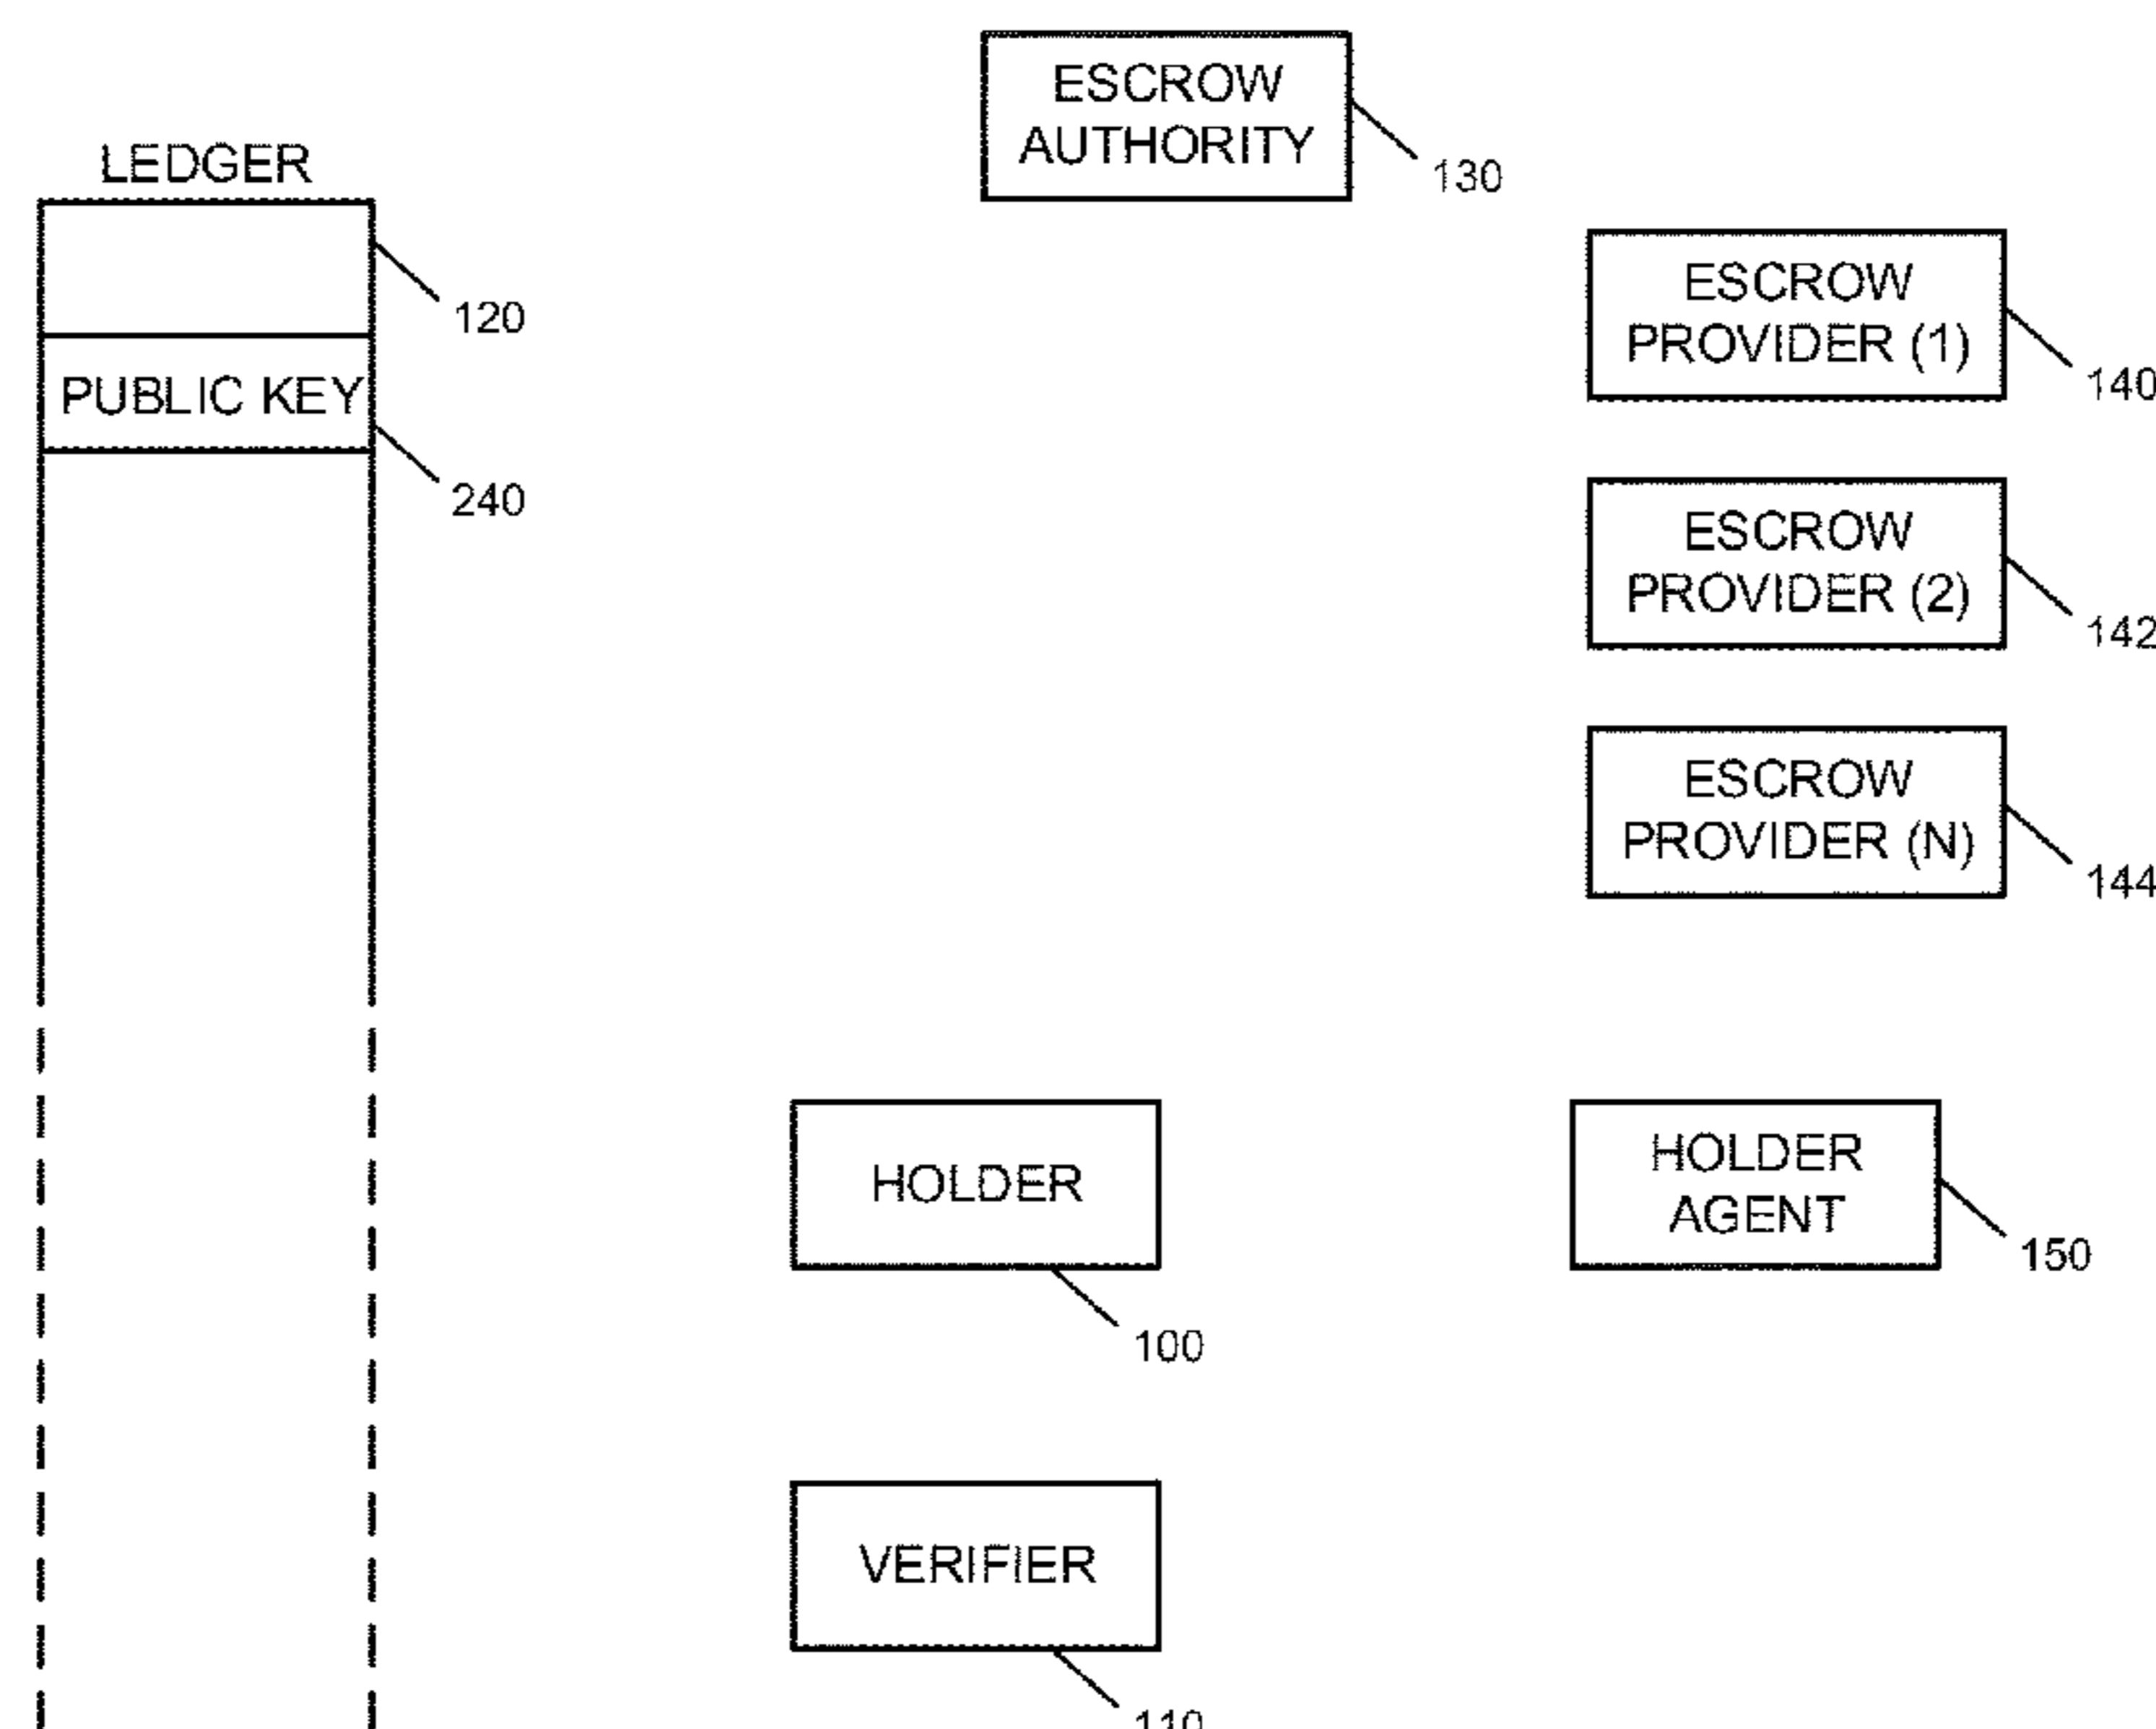 ESCROW
AUTHORITY
130
LEDGER
120
PUBLIC KEY
240
ESCROW
PROVIDER (1)
140
ESCROW
PROVIDER (2)
142
ESCROW
PROVIDER (N)
144
HOLDER
100
HOLDER
AGENT
150
VERIFIER
110